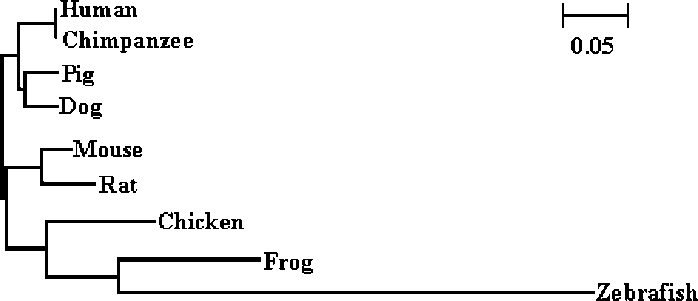 Human
Chimpanzee
0.05
Pig
Dog
Mouse
Rat
Chicken
Frog
Zebrafish